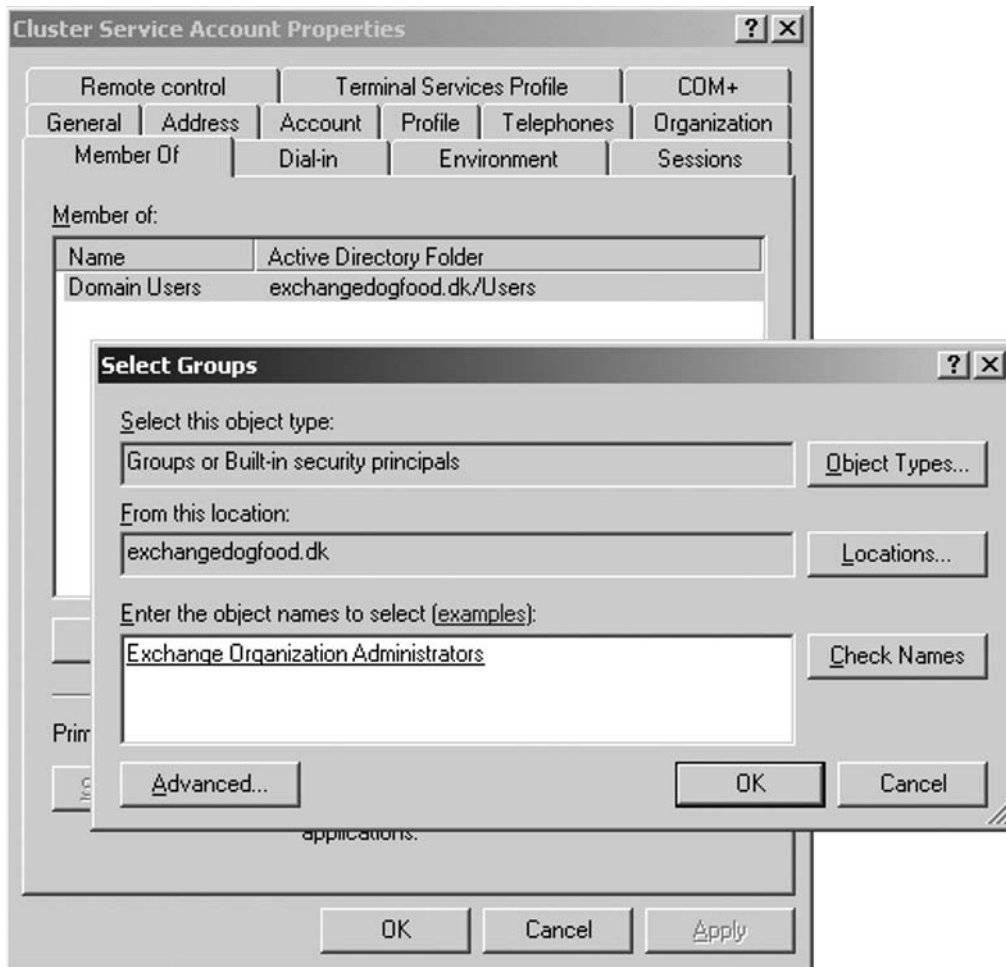 Cluster Service Account Properties
Remote control Terminal Services Profile COM+
General Address Account Profile Telephones Organization
Member Of Dial-in Environment Sessions
Member of:
Name Active Directory Folder
Domain Users exchangedogfood.dk/Users
Select Groups
Select this object type:
Groups or Built-in security principals Object Types...
From this location:
exchangedogfood.dk Locations...
Enter the object names to select (examples):
Exchange Organization Administrators Check Names
Prim
Advanced... OK Cancel
applications.
OK Cancel Apply